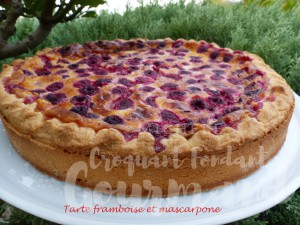 Croquant Fondant
Gourmand
Tarte framboise et mascarpone